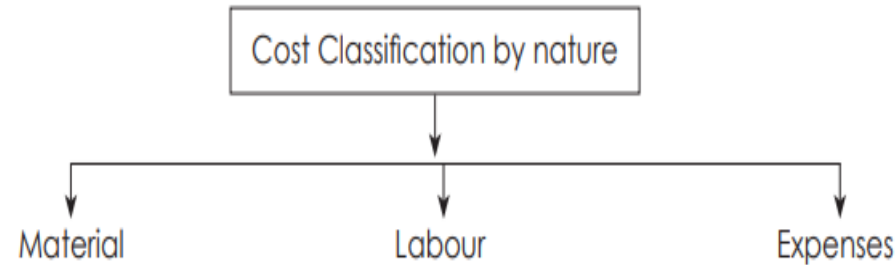 Cost Classification by nature
Material Labour Expenses